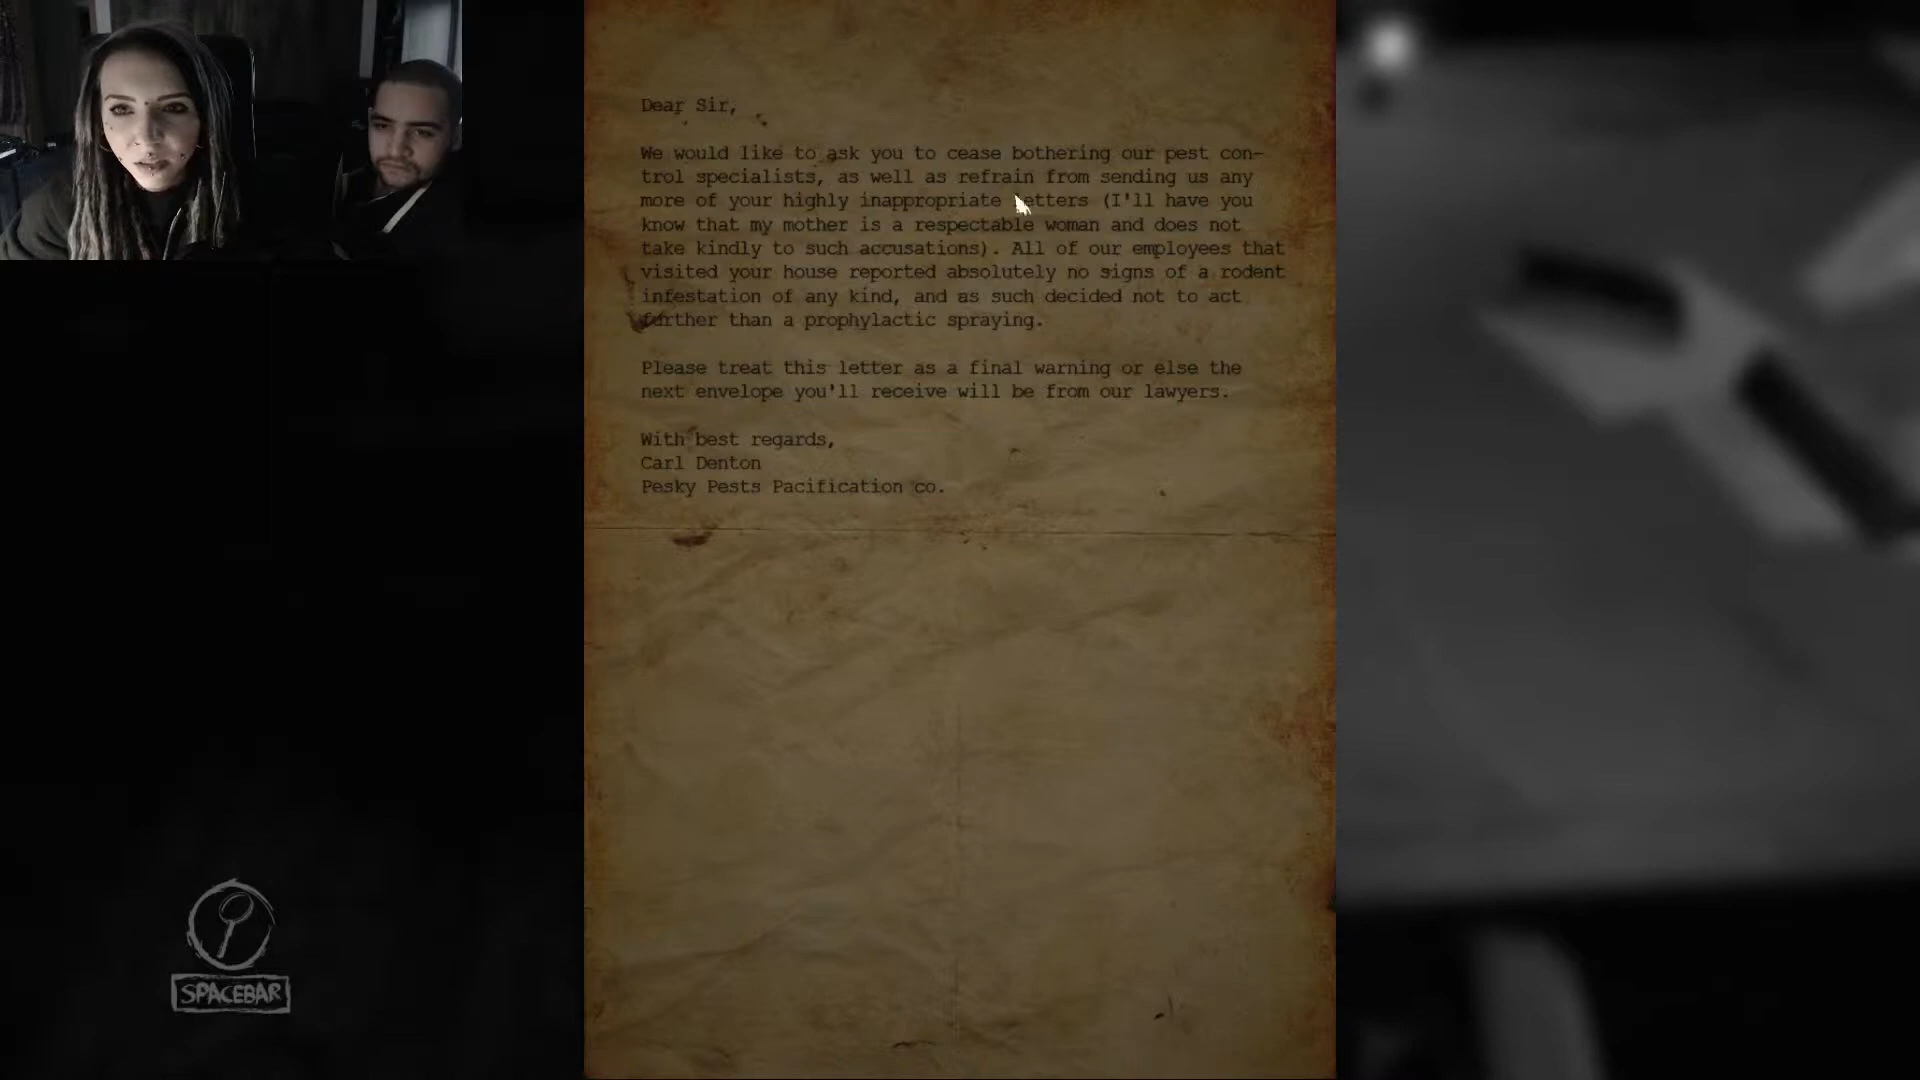 Dear Sir,
We would like to ask you to cease bothering our pest con-
trol specialists, as well as refrain from sending us any
more of your highly inappropriate letters (I'll have you
know that my mother is a respectable woman and does not
take kindly to such accusations). All of our employees that
visited your house reported absolutely no signs of a rodent
infestation of any kind, and as such decided not to act
further than a prophylactic spraying.
Please treat this letter as a final warning or else the
next envelope you'll receive will be from our lawyers.
With best regards,
Carl Denton
Pesky Pests Pacification co.
SPACEBAR